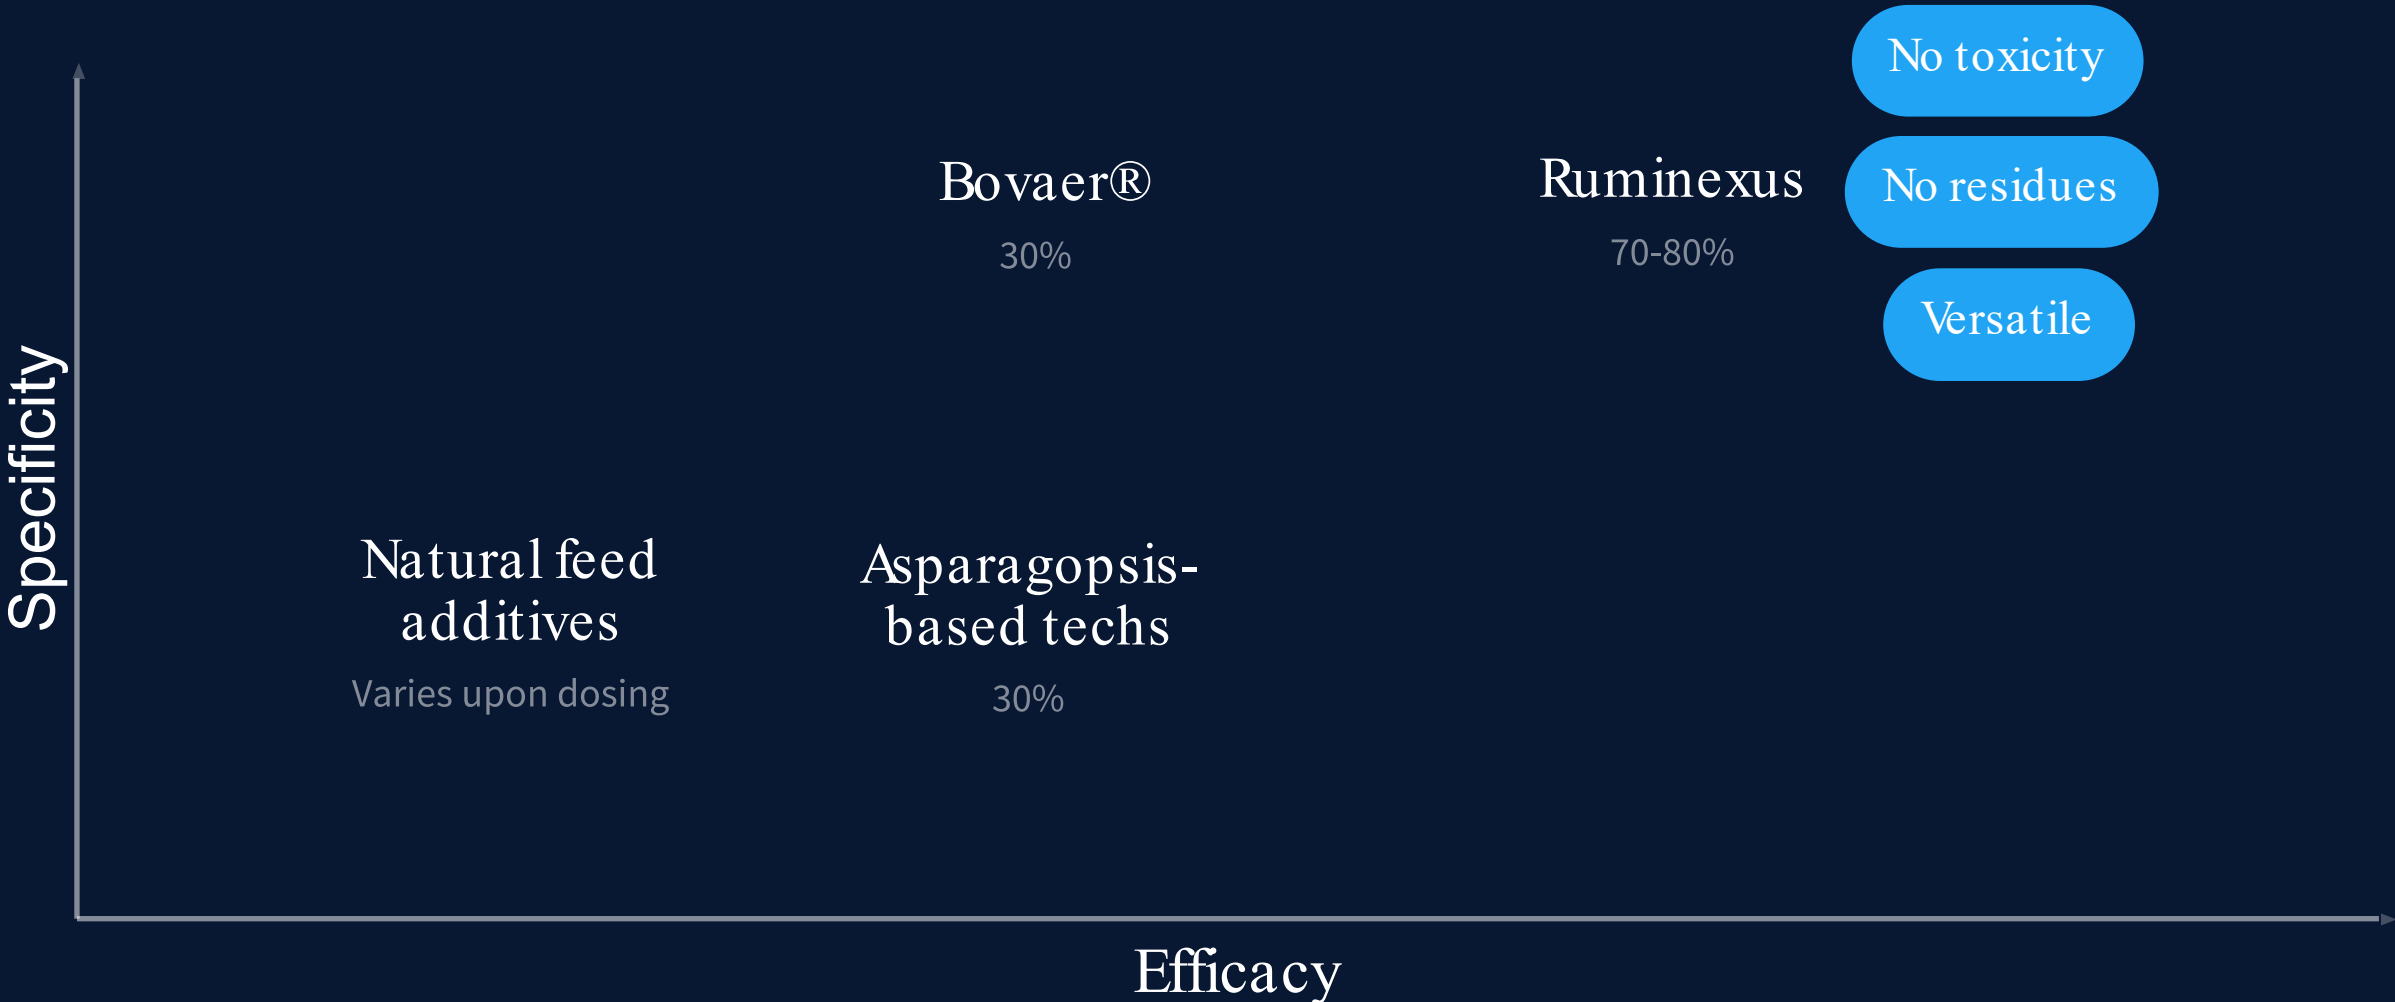 No toxicity
Bovaer®
30%
Ruminexus
70-80%
No residues
Versatile
Specificity
Natural feed
additives
Varies upon dosing
Asparagopsis-
based techs
30%
Efficacy